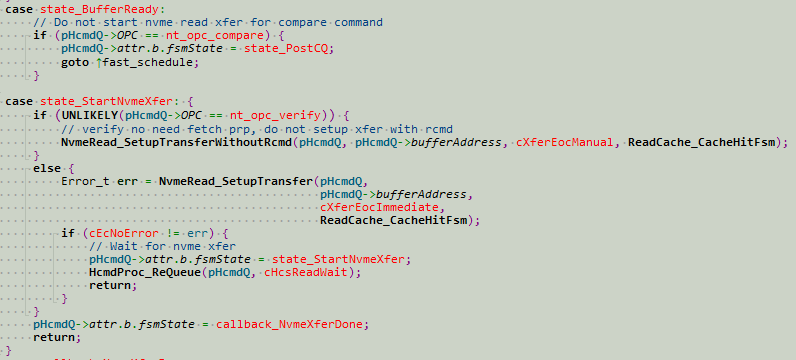 case state_BufferReady:
// Do not start nvme read xfer for compare command
if (pHcmdQ->OPC == nt_opc_compare) {
pHcmdQ->attr.b.fsmState = state_PostCQ;
goto ↑fast_schedule;
}
case state_StartNvmeXfer: {
if (UNLIKELY(pHcmdQ->OPC == nt_opc_verify)) {
// verify no need fetch prp, do not setup xfer with rcmd
NvmeRead_SetupTransferWithoutRcmd(pHcmdQ, pHcmdQ->bufferAddress, cXferEocManual, ReadCache_CacheHitFsm);
}
else {
Error_t err = NvmeRead_SetupTransfer(pHcmdQ,
pHcmdQ->bufferAddress,
cXferEocImmediate,
ReadCache_CacheHitFsm);
if (cEcNoError != err) {
// Wait for nvme xfer
pHcmdQ->attr.b.fsmState = state_StartNvmeXfer;
HcmdProc_ReQueue(pHcmdQ, cHcsReadWait);
return;
}
}
pHcmdQ->attr.b.fsmState = callback_NvmeXferDone;
return;
}